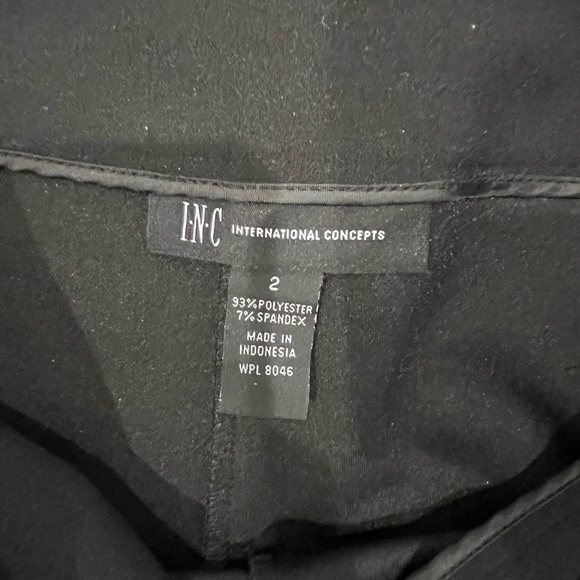 I·N·C INTERNATIONAL CONCEPTS
2
93% POLYESTER
7% SPANDEX
MADE IN
INDONESIA
WPL 8046